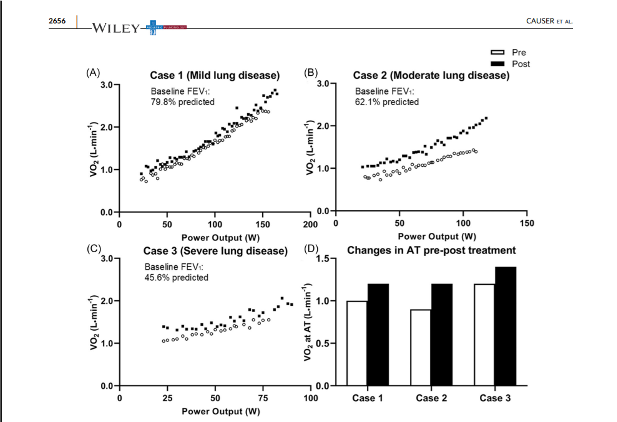 2656
WILEY
CAUSER ET AL.
Pre
Post
(A)
Case 1 (Mild lung disease)
Baseline FEV₁:
79.8% predicted
VO₂ (L·min⁻¹)
3.0
2.0
1.0
0.0
0 50 100 150 200
Power Output (W)
(B)
Case 2 (Moderate lung disease)
Baseline FEV₁:
62.1% predicted
VO₂ (L·min⁻¹)
3.0
2.0
1.0
0.0
0 50 100 150
Power Output (W)
(C)
Case 3 (Severe lung disease)
Baseline FEV₁:
45.6% predicted
VO₂ (L·min⁻¹)
3.0
2.0
1.0
0.0
0 25 50 75 100
Power Output (W)
(D)
Changes in AT pre-post treatment
VO₂ at AT (L·min⁻¹)
1.5
1.0
0.5
0.0
Case 1 Case 2 Case 3